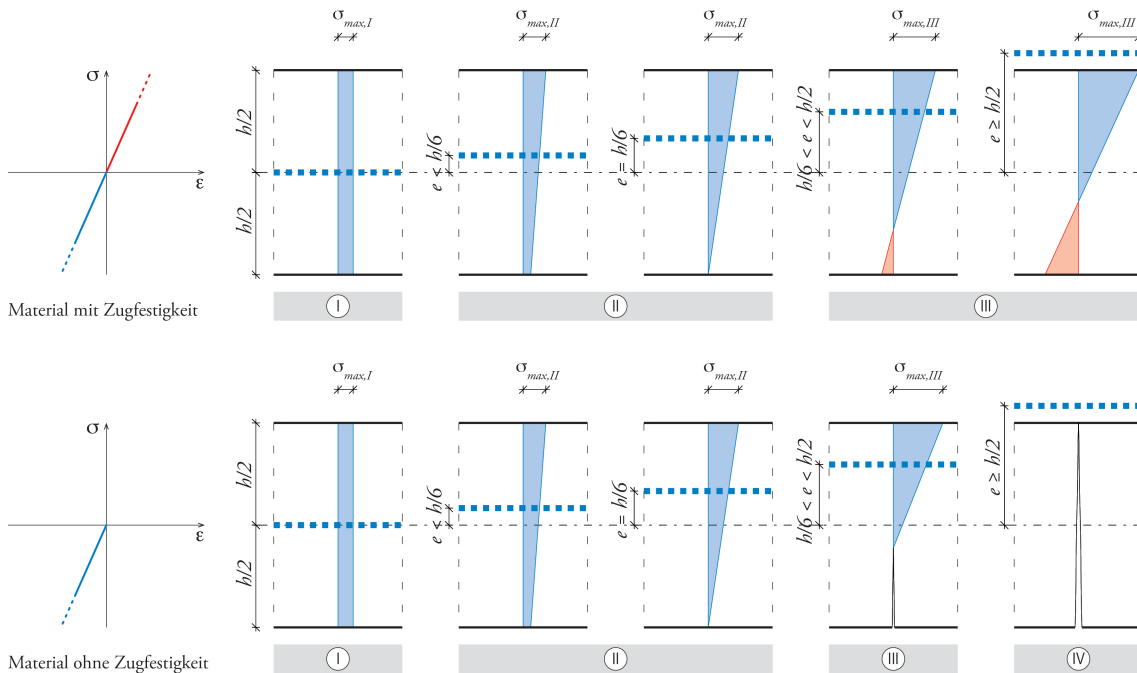 σmax,I
σmax,II
σmax,II
σmax,III
σmax,III
σ
ε
h/2
h/2
e < h/6
e = h/6
h/6 < e < h/2
e ≥ h/2
Material mit Zugfestigkeit
I
II
III
σmax,I
σmax,II
σmax,II
σmax,III
σ
ε
h/2
h/2
e < h/6
e = h/6
h/6 < e < h/2
e ≥ h/2
Material ohne Zugfestigkeit
I
II
III
IV